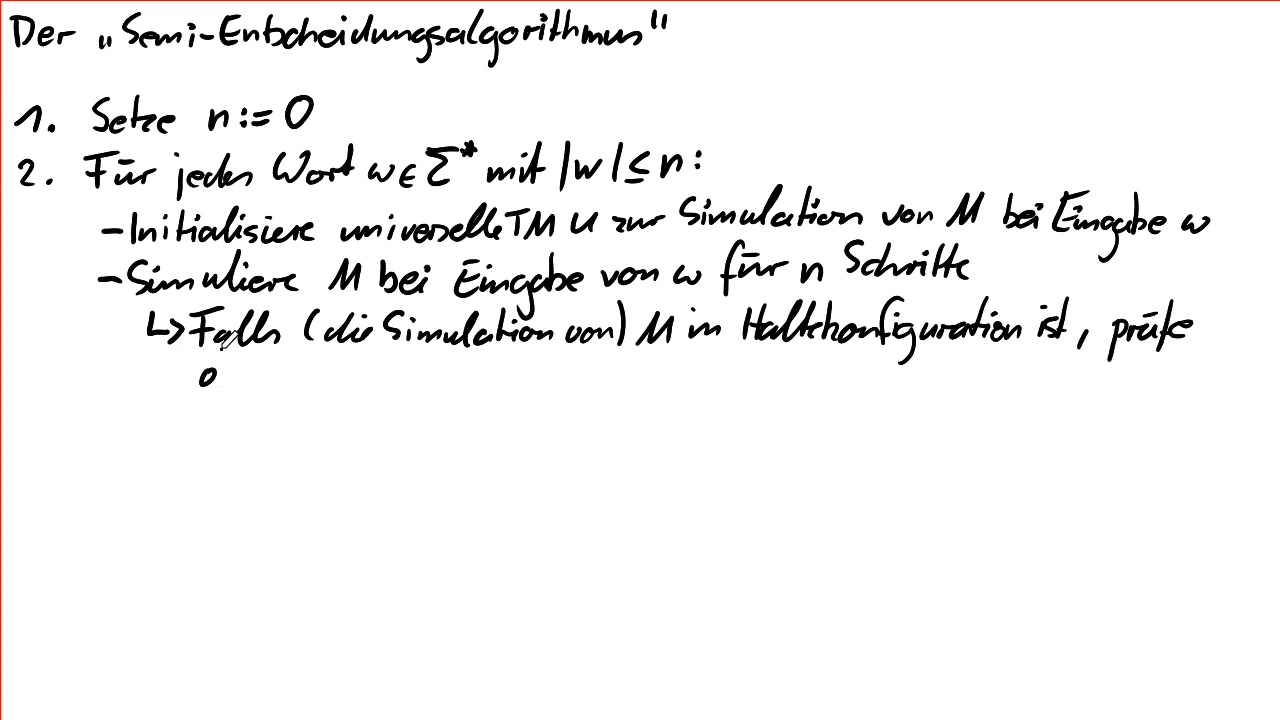 Der „Semi-Entscheidungsalgorithmus"
1. Setze n := 0
2. Für jedes Wort w ∈ Σ* mit |w| ≤ n:
- Initialisiere universelle TM U zur Simulation von M bei Eingabe w
- Simuliere M bei Eingabe von w für n Schritte
↳ Falls (die Simulation von) M in Haltekonfiguration ist, prüfe
o